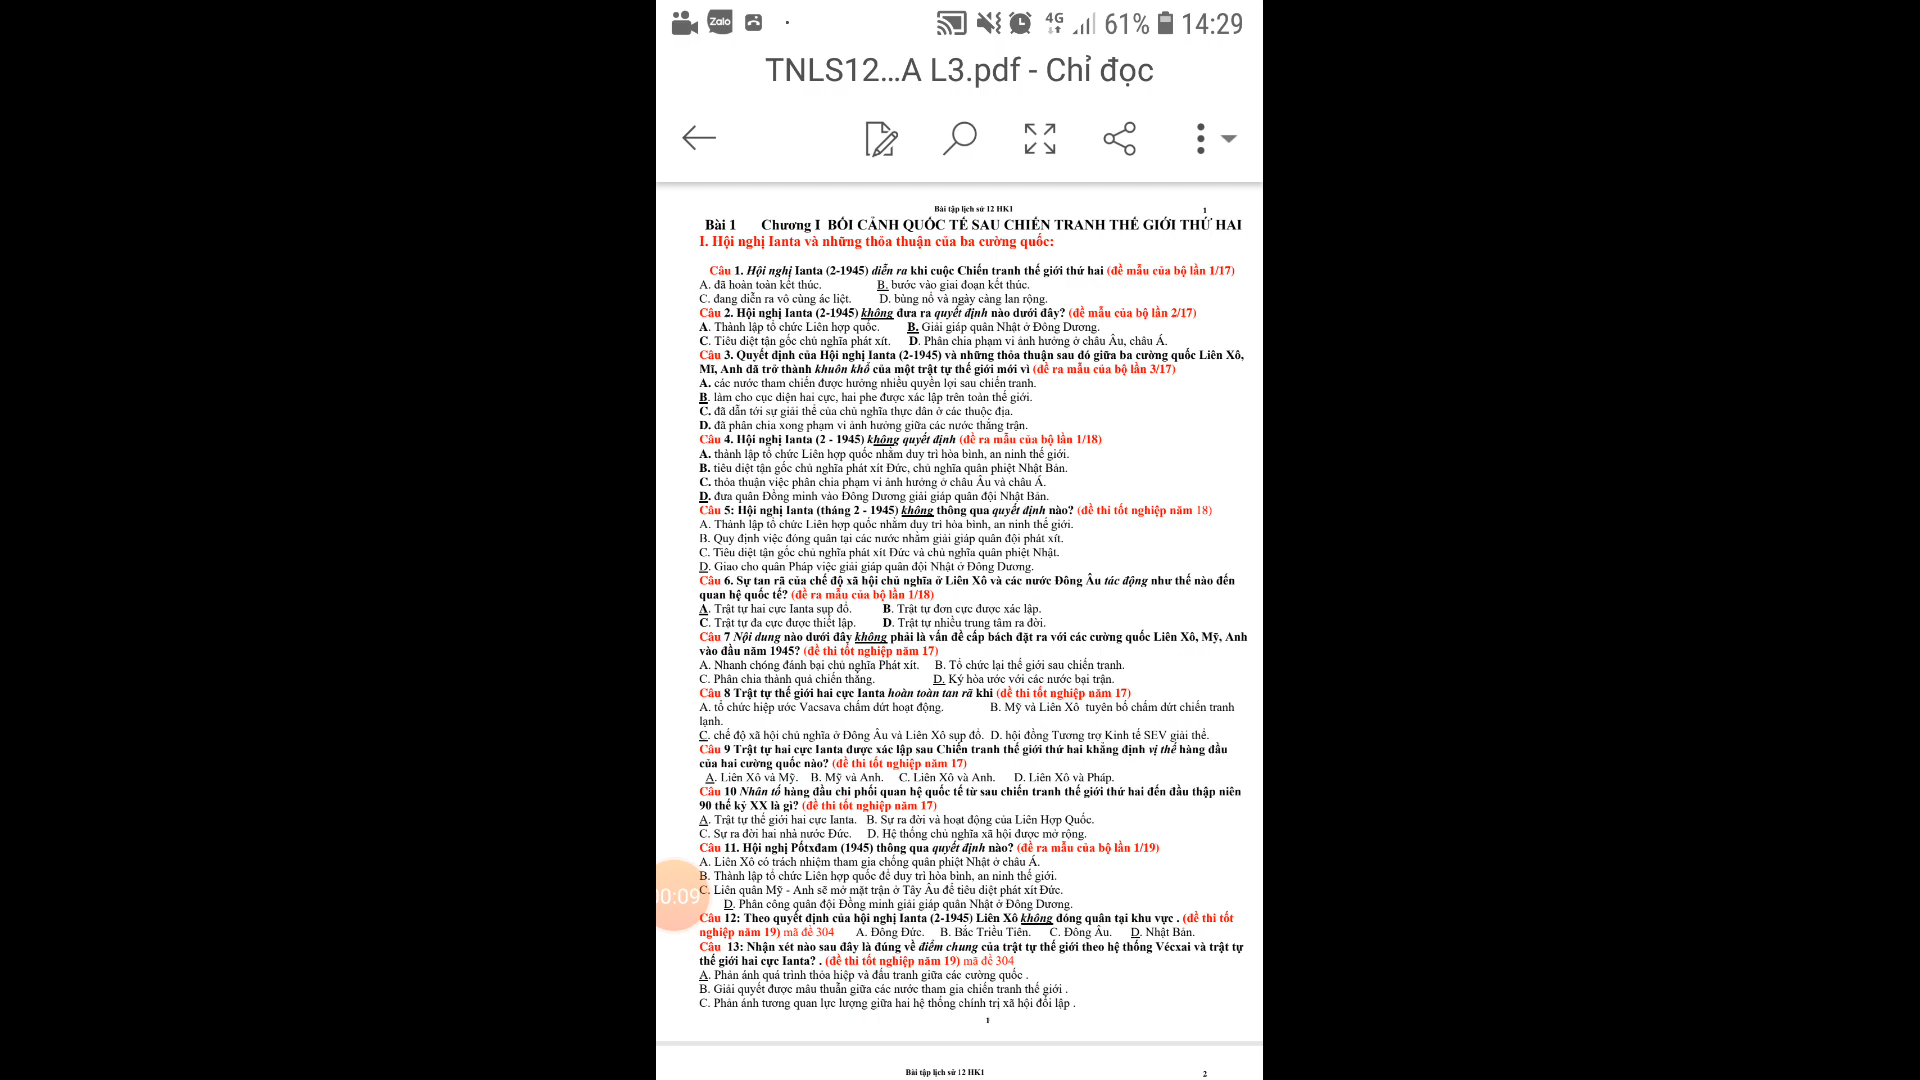 Zalo
4G 61% 14:29
TNLS12...A L3.pdf - Chỉ đọc
Bài tập lịch sử 12 HK1 1
Bài 1 Chương I BỐI CẢNH QUỐC TẾ SAU CHIẾN TRANH THẾ GIỚI THỨ HAI
I. Hội nghị Ianta và những thỏa thuận của ba cường quốc:
Câu 1. Hội nghị Ianta (2-1945) diễn ra khi cuộc Chiến tranh thế giới thứ hai (đề mẫu của bộ lần 1/17)
A. đã hoàn toàn kết thúc. B. bước vào giai đoạn kết thúc.
C. đang diễn ra vô cùng ác liệt. D. bùng nổ và ngày càng lan rộng.
Câu 2. Hội nghị Ianta (2-1945) không đưa ra quyết định nào dưới đây? (đề mẫu của bộ lần 2/17)
A. Thành lập tổ chức Liên hợp quốc. B. Giải giáp quân Nhật ở Đông Dương.
C. Tiêu diệt tận gốc chủ nghĩa phát xít. D. Phân chia phạm vi ảnh hưởng ở châu Âu, châu Á.
Câu 3. Quyết định của Hội nghị Ianta (2-1945) và những thỏa thuận sau đó giữa ba cường quốc Liên Xô,
Mĩ, Anh đã trở thành khuôn khổ của một trật tự thế giới mới vì (đề ra mẫu của bộ lần 3/17)
A. các nước tham chiến được hưởng nhiều quyền lợi sau chiến tranh.
B. làm cho cục diện hai cực, hai phe được xác lập trên toàn thế giới.
C. đã dẫn tới sự giải thể của chủ nghĩa thực dân ở các thuộc địa.
D. đã phân chia xong phạm vi ảnh hưởng giữa các nước thắng trận.
Câu 4. Hội nghị Ianta (2 - 1945) không quyết định (đề ra mẫu của bộ lần 1/18)
A. thành lập tổ chức Liên hợp quốc nhằm duy trì hòa bình, an ninh thế giới.
B. tiêu diệt tận gốc chủ nghĩa phát xít Đức, chủ nghĩa quân phiệt Nhật Bản.
C. thỏa thuận việc phân chia phạm vi ảnh hưởng ở châu Âu và châu Á.
D. đưa quân Đồng minh vào Đông Dương giải giáp quân đội Nhật Bản.
Câu 5: Hội nghị Ianta (tháng 2 - 1945) không thông qua quyết định nào? (đề thi tốt nghiệp năm 18)
A. Thành lập tổ chức Liên hợp quốc nhằm duy trì hòa bình, an ninh thế giới.
B. Quy định việc đóng quân tại các nước nhằm giải giáp quân đội phát xít.
C. Tiêu diệt tận gốc chủ nghĩa phát xít Đức và chủ nghĩa quân phiệt Nhật.
D. Giao cho quân Pháp việc giải giáp quân đội Nhật ở Đông Dương.
Câu 6. Sự tan rã của chế độ xã hội chủ nghĩa ở Liên Xô và các nước Đông Âu tác động như thế nào đến
quan hệ quốc tế? (đề ra mẫu của bộ lần 1/18)
A. Trật tự hai cực Ianta sụp đổ. B. Trật tự đơn cực được xác lập.
C. Trật tự đa cực được thiết lập. D. Trật tự nhiều trung tâm ra đời.
Câu 7 Nội dung nào dưới đây không phải là vấn đề cấp bách đặt ra với các cường quốc Liên Xô, Mỹ, Anh
vào đầu năm 1945? (đề thi tốt nghiệp năm 17)
A. Nhanh chóng đánh bại chủ nghĩa Phát xít. B. Tổ chức lại thế giới sau chiến tranh.
C. Phân chia thành quả chiến thắng. D. Ký hòa ước với các nước bại trận.
Câu 8 Trật tự thế giới hai cực Ianta hoàn toàn tan rã khi (đề thi tốt nghiệp năm 17)
A. tổ chức hiệp ước Vacsava chấm dứt hoạt động. B. Mỹ và Liên Xô tuyên bố chấm dứt chiến tranh
lạnh.
C. chế độ xã hội chủ nghĩa ở Đông Âu và Liên Xô sụp đổ. D. hội đồng Tương trợ Kinh tế SEV giải thể.
Câu 9 Trật tự hai cực Ianta được xác lập sau Chiến tranh thế giới thứ hai khẳng định vị thế hàng đầu
của hai cường quốc nào? (đề thi tốt nghiệp năm 17)
A. Liên Xô và Mỹ. B. Mỹ và Anh. C. Liên Xô và Anh. D. Liên Xô và Pháp.
Câu 10 Nhân tố hàng đầu chi phối quan hệ quốc tế từ sau chiến tranh thế giới thứ hai đến đầu thập niên
90 thế kỷ XX là gì? (đề thi tốt nghiệp năm 17)
A. Trật tự thế giới hai cực Ianta. B. Sự ra đời và hoạt động của Liên Hợp Quốc.
C. Sự ra đời hai nhà nước Đức. D. Hệ thống chủ nghĩa xã hội được mở rộng.
Câu 11. Hội nghị Pốtxđam (1945) thông qua quyết định nào? (đề ra mẫu của bộ lần 1/19)
A. Liên Xô có trách nhiệm tham gia chống quân phiệt Nhật ở châu Á.
B. Thành lập tổ chức Liên hợp quốc để duy trì hòa bình, an ninh thế giới.
C. Liên quân Mỹ - Anh sẽ mở mặt trận ở Tây Âu để tiêu diệt phát xít Đức.
00:09
D. Phân công quân đội Đồng minh giải giáp quân Nhật ở Đông Dương.
Câu 12: Theo quyết định của hội nghị Ianta (2-1945) Liên Xô không đóng quân tại khu vực . (đề thi tốt
nghiệp năm 19) mã đề 304 A. Đông Đức. B. Bắc Triều Tiên. C. Đông Âu. D. Nhật Bản.
Câu 13: Nhận xét nào sau đây là đúng về điểm chung của trật tự thế giới theo hệ thống Vécxai và trật tự
thế giới hai cực Ianta? . (đề thi tốt nghiệp năm 19) mã đề 304
A. Phản ánh quá trình thỏa hiệp và đấu tranh giữa các cường quốc .
B. Giải quyết được mâu thuẫn giữa các nước tham gia chiến tranh thế giới .
C. Phản ánh tương quan lực lượng giữa hai hệ thống chính trị xã hội đối lập .
1
Bài tập lịch sử 12 HK1 2